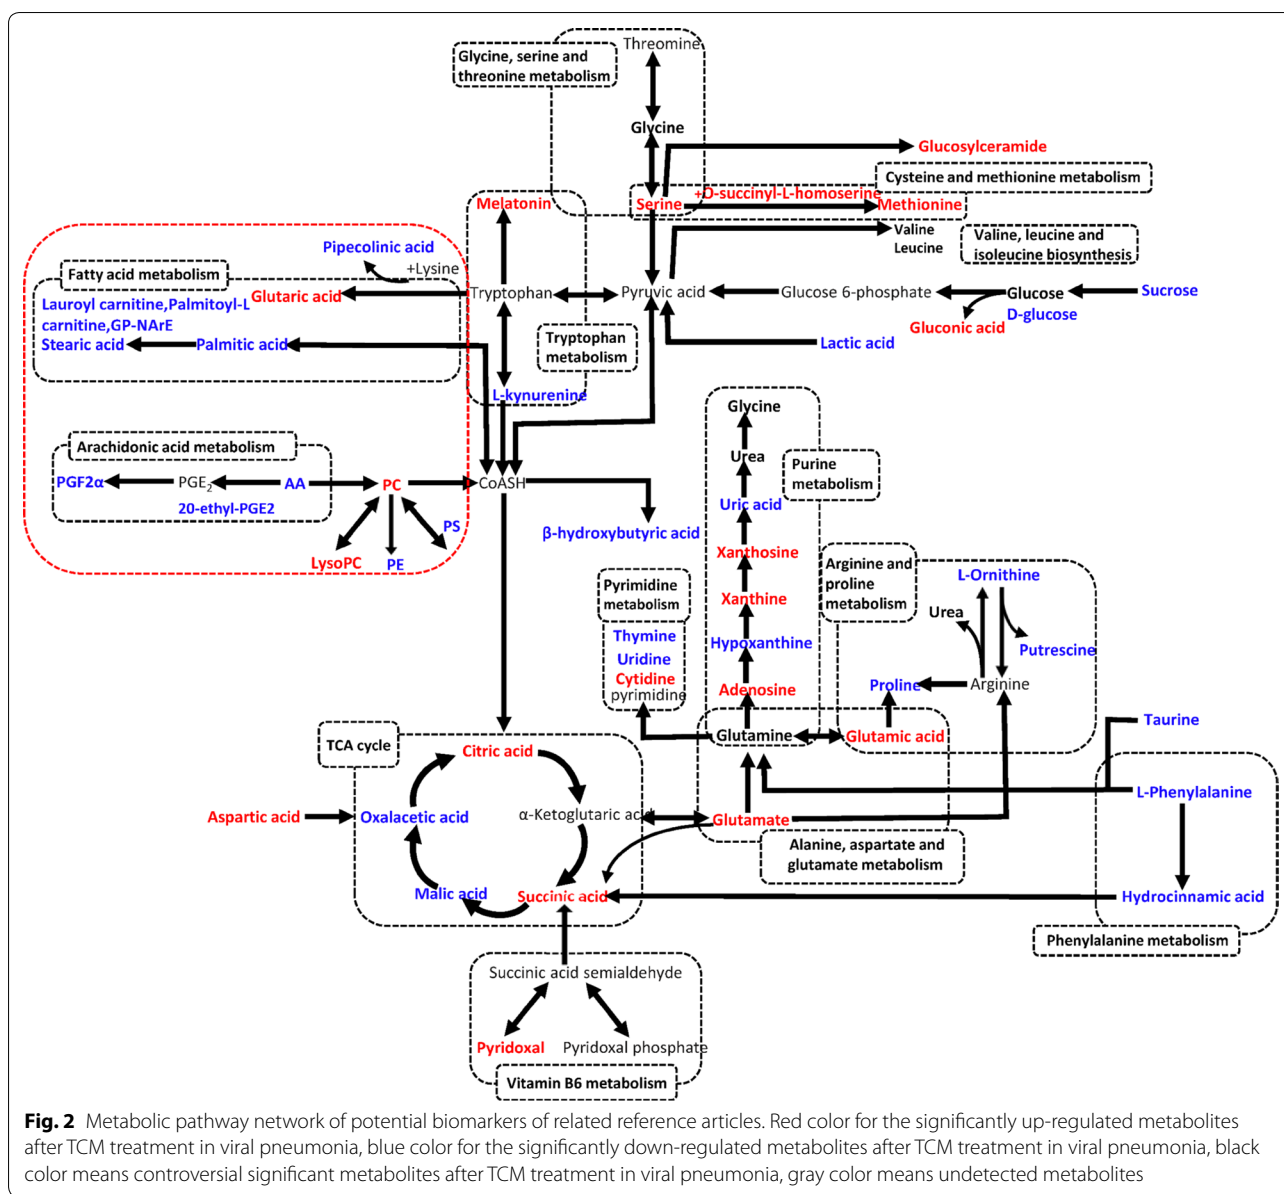 Threomine
Glycine, serine and
threonine metabolism
Glycine
Glucosylceramide
Cysteine and methionine metabolism
+O-succinyl-L-homoserine
Melatonin
Serine
Methionine
Valine
Leucine
Valine, leucine and
isoleucine biosynthesis
Pipecolinic acid
+Lysine
Fatty acid metabolism
Glutaric acid
Tryptophan
Pyruvic acid
Glucose 6-phosphate
Glucose
Sucrose
D-glucose
Lauroyl carnitine,Palmitoyl-L
carnitine,GP-NArE
Gluconic acid
Stearic acid
Palmitic acid
Tryptophan
metabolism
Lactic acid
L-kynurenine
Glycine
Arachidonic acid metabolism
Urea
Purine
metabolism
PGF2α
PGE2
AA
PC
CoASH
20-ethyl-PGE2
Uric acid
PS
β-hydroxybutyric acid
LysoPC
PE
Xanthosine
Arginine and
proline
metabolism
L-Ornithine
Pyrimidine
metabolism
Xanthine
Urea
Thymine
Hypoxanthine
Putrescine
Uridine
Cytidine
pyrimidine
Adenosine
Proline
Arginine
Taurine
TCA cycle
Citric acid
Glutamine
Glutamic acid
L-Phenylalanine
Aspartic acid
Oxalacetic acid
α-Ketoglutaric acid
Glutamate
Alanine, aspartate and
glutamate metabolism
Malic acid
Succinic acid
Hydrocinnamic acid
Phenylalanine metabolism
Succinic acid semialdehyde
Pyridoxal
Pyridoxal phosphate
Vitamin B6 metabolism
Fig. 2 Metabolic pathway network of potential biomarkers of related reference articles. Red color for the significantly up-regulated metabolites
after TCM treatment in viral pneumonia, blue color for the significantly down-regulated metabolites after TCM treatment in viral pneumonia, black
color means controversial significant metabolites after TCM treatment in viral pneumonia, gray color means undetected metabolites